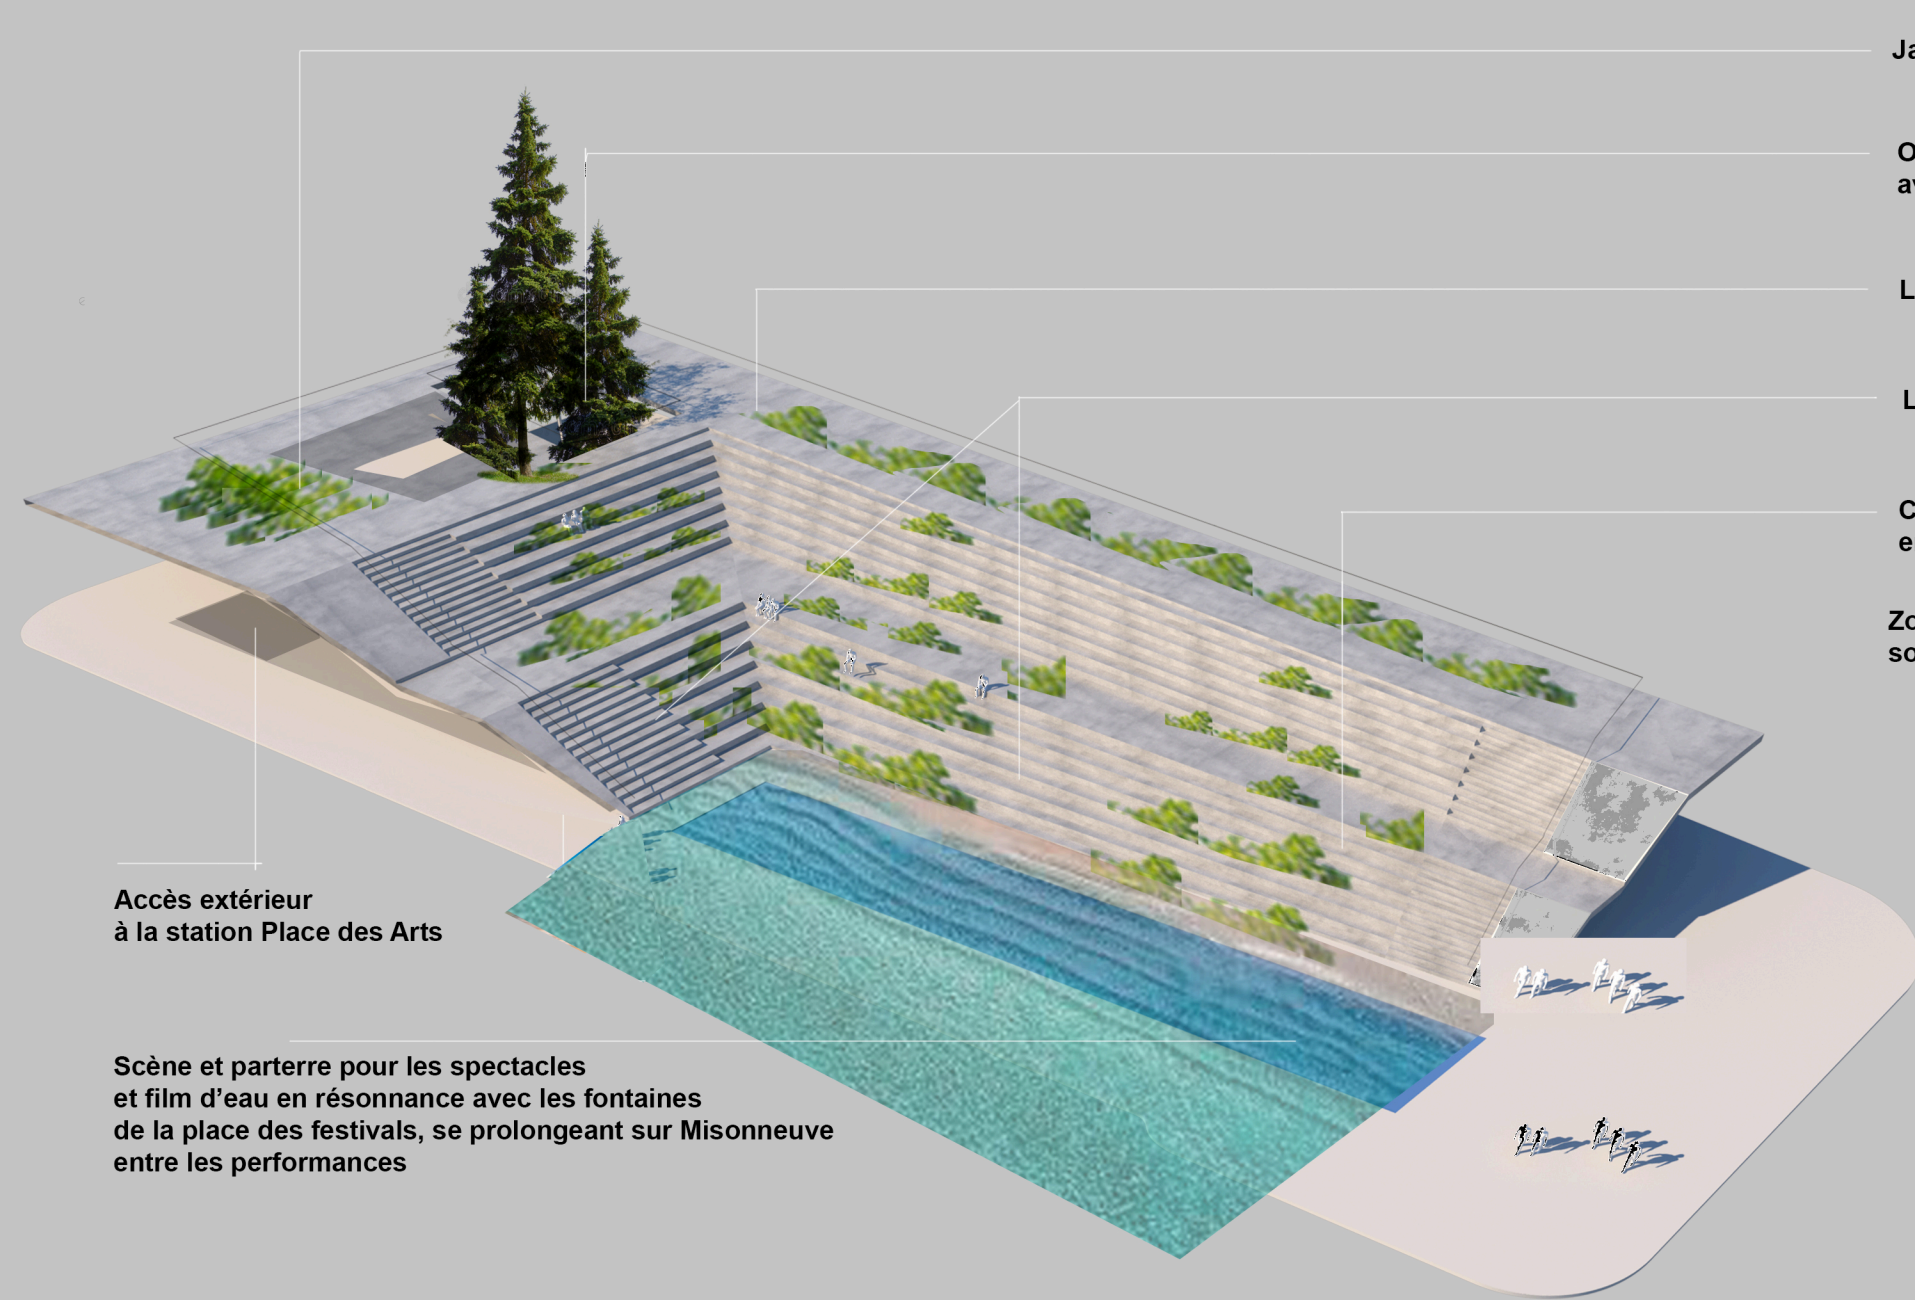 Accès extérieur
à la station Place des Arts
Scène et parterre pour les spectacles
et film d’eau en résonnance avec les fontaines
de la place des festivals, se prolongeant sur Misonneuve
entre les performances